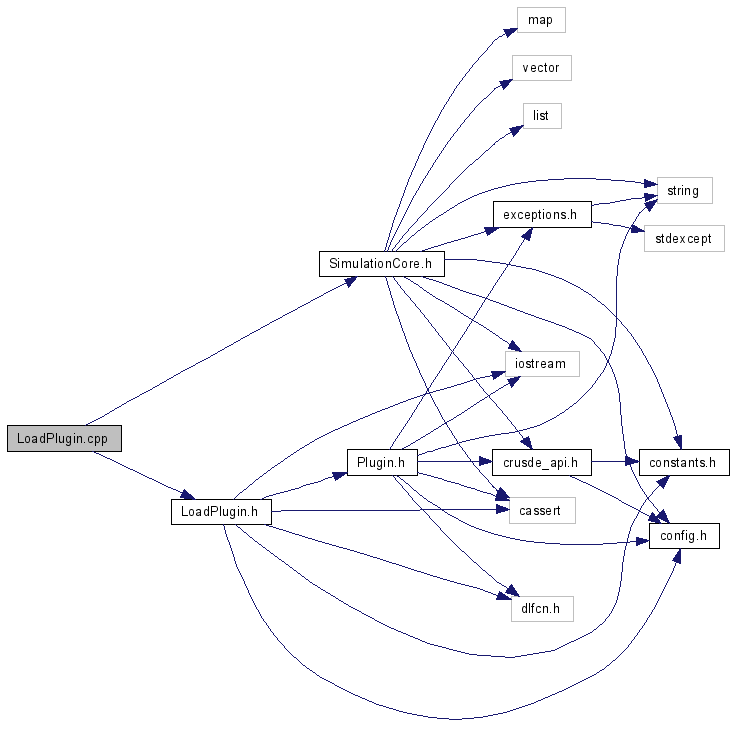 map
vector
list
string
exceptions.h
stdexcept
SimulationCore.h
iostream
LoadPlugin.cpp
Plugin.h
crusde_api.h
constants.h
LoadPlugin.h
cassert
config.h
dlfcn.h